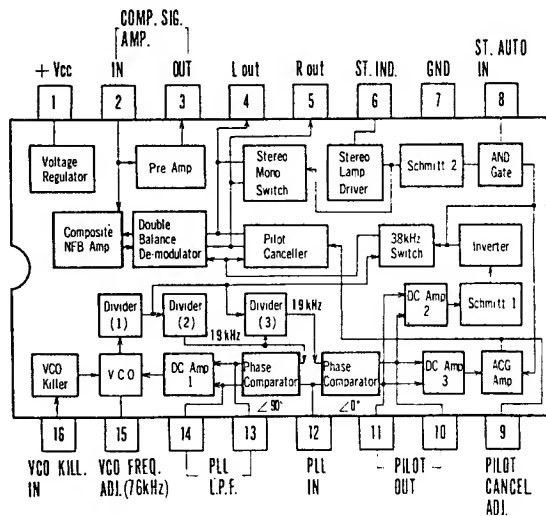 COMP. SIG.
AMP.
+ Vcc
IN
OUT
L out
R out
ST. IND.
GND
ST. AUTO
IN
1
2
3
4
5
6
7
8
Voltage
Regulator
Pre Amp
Stereo
Mono
Switch
Stereo
Lamp
Driver
Schmitt 2
AND
Gate
Composite
NFB Amp
Double
Balance
De-modulator
Pilot
Canceller
38kHz
Switch
Inverter
Divider
(1)
Divider
(2)
19 kHz
Divider
(3)
19 kHz
DC Amp
2
Schmitt 1
VCO
Killer
V C O
DC Amp
1
Phase
Comparator
∠90°
Phase
Comparator
∠0°
DC Amp
3
ACG
Amp
16
15
14
13
12
11
10
9
VCO KILL.
IN
VCO FREQ.
ADJ.(76kHz)
PLL
L.P.F.
PLL
IN
PILOT
OUT
PILOT
CANCEL
ADJ.